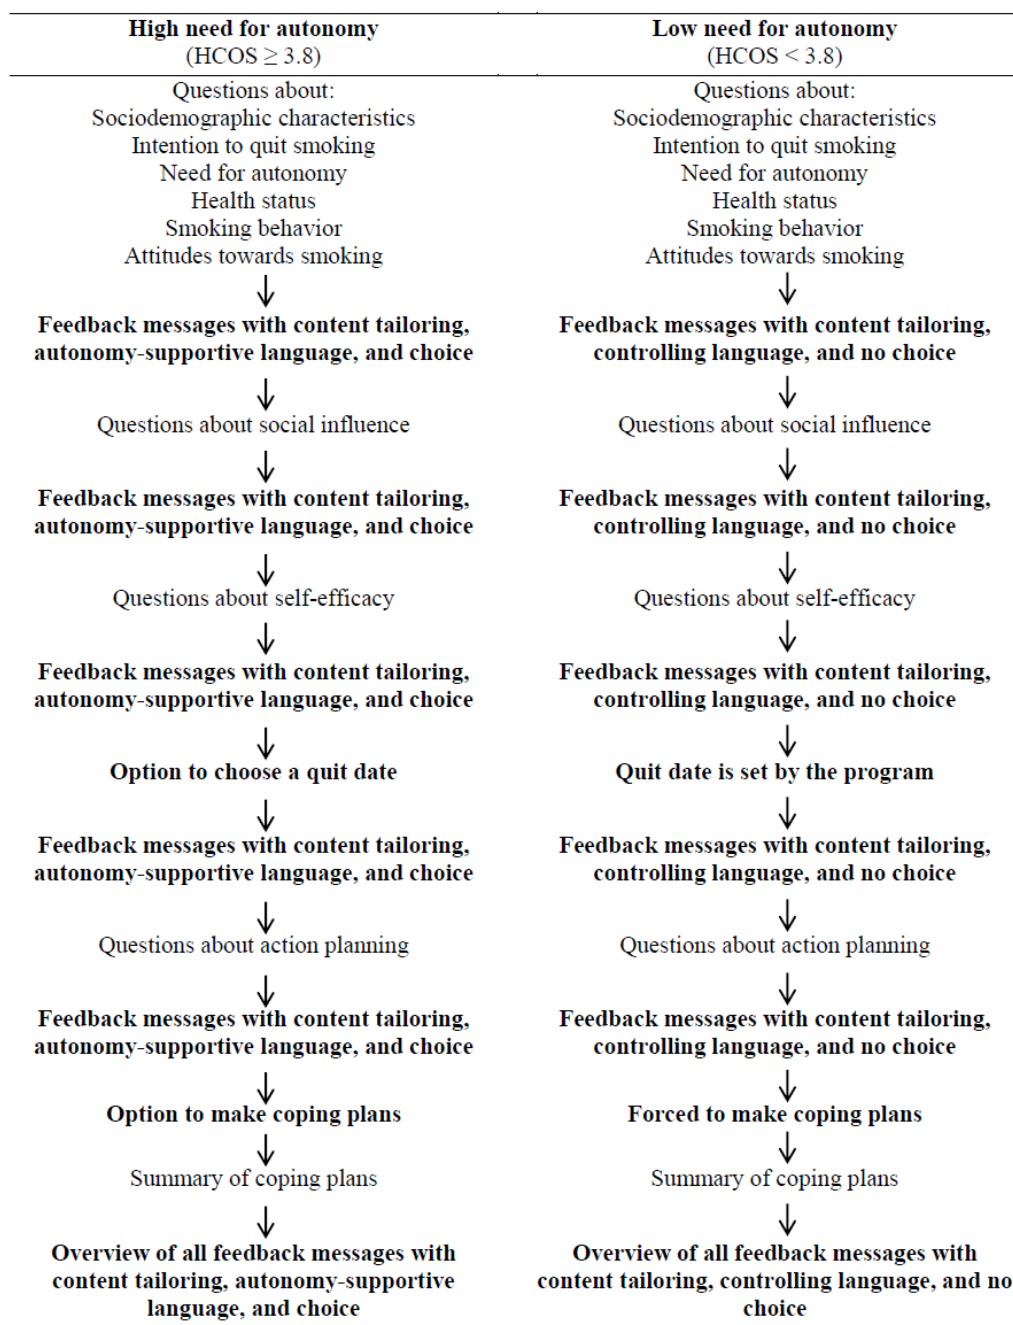 High need for autonomy
(HCOS ≥ 3.8)
Questions about:
Sociodemographic characteristics
Intention to quit smoking
Need for autonomy
Health status
Smoking behavior
Attitudes towards smoking
Feedback messages with content tailoring,
autonomy-supportive language, and choice
Questions about social influence
Feedback messages with content tailoring,
autonomy-supportive language, and choice
Questions about self-efficacy
Feedback messages with content tailoring,
autonomy-supportive language, and choice
Option to choose a quit date
Feedback messages with content tailoring,
autonomy-supportive language, and choice
Questions about action planning
Feedback messages with content tailoring,
autonomy-supportive language, and choice
Option to make coping plans
Summary of coping plans
Overview of all feedback messages with
content tailoring, autonomy-supportive
language, and choice
Low need for autonomy
(HCOS < 3.8)
Questions about:
Sociodemographic characteristics
Intention to quit smoking
Need for autonomy
Health status
Smoking behavior
Attitudes towards smoking
Feedback messages with content tailoring,
controlling language, and no choice
Questions about social influence
Feedback messages with content tailoring,
controlling language, and no choice
Questions about self-efficacy
Feedback messages with content tailoring,
controlling language, and no choice
Quit date is set by the program
Feedback messages with content tailoring,
controlling language, and no choice
Questions about action planning
Feedback messages with content tailoring,
controlling language, and no choice
Forced to make coping plans
Summary of coping plans
Overview of all feedback messages with
content tailoring, controlling language, and no
choice